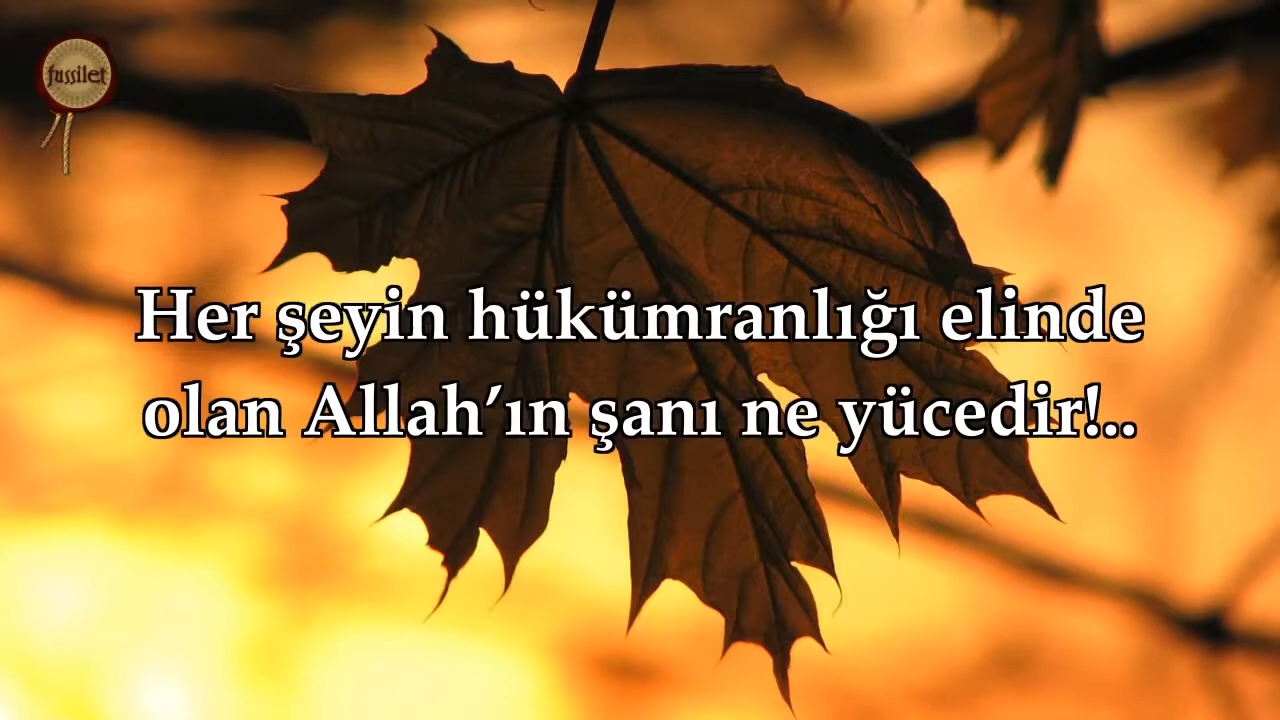 fussilet
Her şeyin hükümranlığı elinde
olan Allah’ın şanı ne yücedir!..